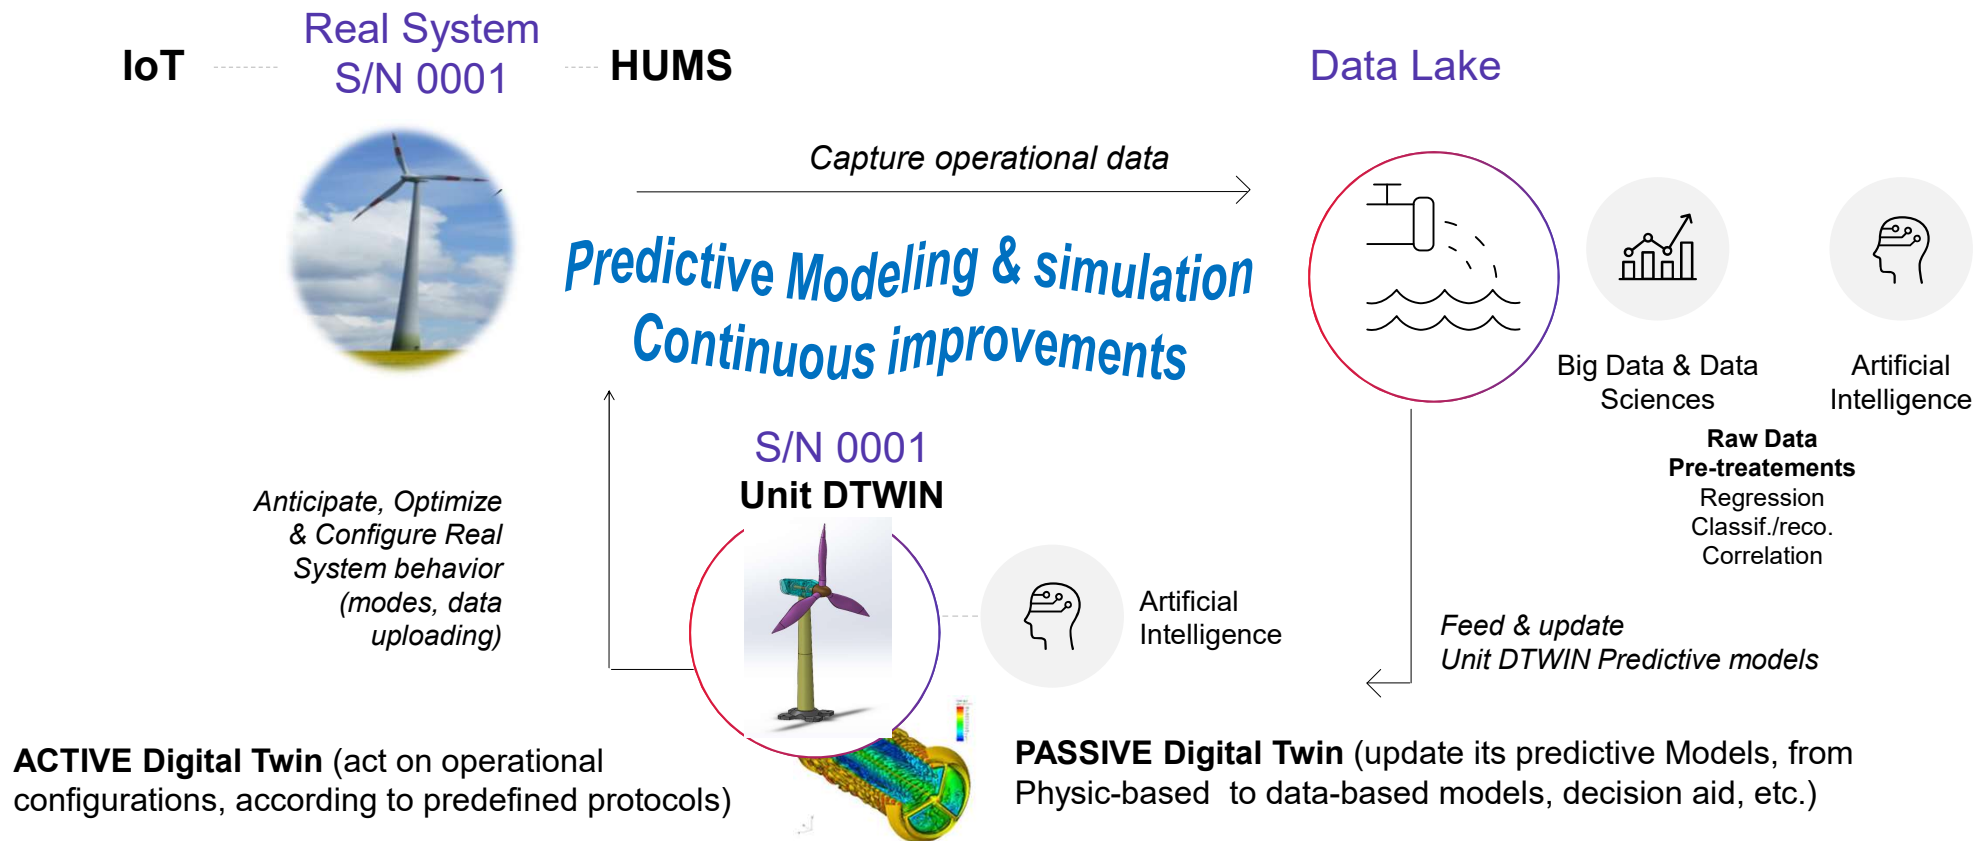 IoT
Real System
S/N 0001
HUMS
Data Lake
Capture operational data
Predictive Modeling & simulation
Continuous improvements
Big Data & Data
Sciences
Artificial
Intelligence
Raw Data
Pre-treatements
Regression
Classif./reco.
Correlation
S/N 0001
Unit DTWIN
Anticipate, Optimize
& Configure Real
System behavior
(modes, data
uploading)
Artificial
Intelligence
Feed & update
Unit DTWIN Predictive models
ACTIVE Digital Twin (act on operational
configurations, according to predefined protocols)
PASSIVE Digital Twin (update its predictive Models, from
Physic-based  to data-based models, decision aid, etc.)